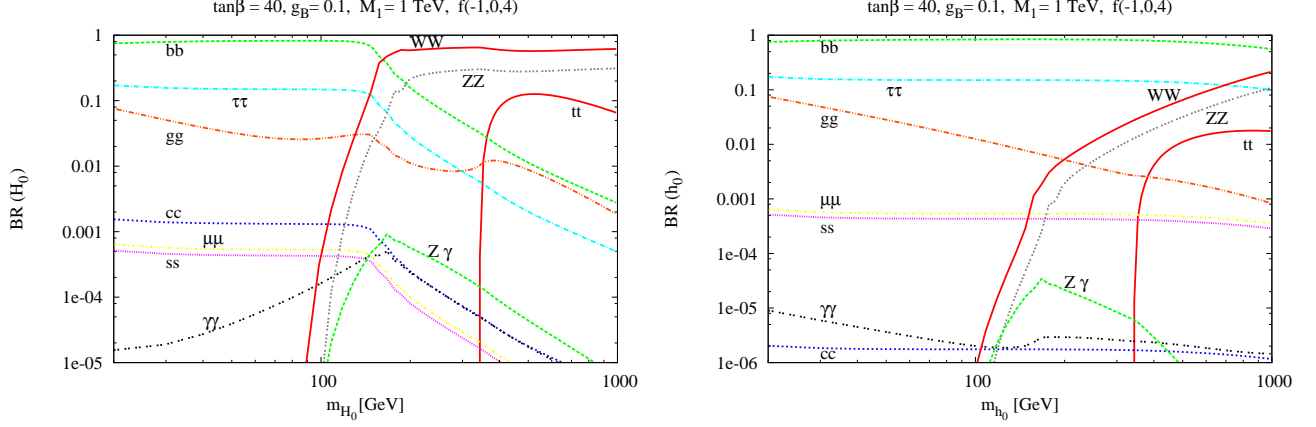 tanβ = 40, g_B= 0.1, M_1= 1 TeV, f(-1,0,4)
BR (H_0)
1
0.1
0.01
0.001
1e-04
1e-05
bb
WW
ZZ
ττ
tt
gg
cc
μμ
ss
Z γ
γγ
100
1000
m_H_0 [GeV]
tanβ = 40, g_B= 0.1, M_1= 1 TeV, f(-1,0,4)
BR (h_0)
1
0.1
0.01
0.001
1e-04
1e-05
1e-06
bb
ττ
WW
gg
ZZ
tt
μμ
ss
Z γ
γγ
cc
100
1000
m_h_0 [GeV]